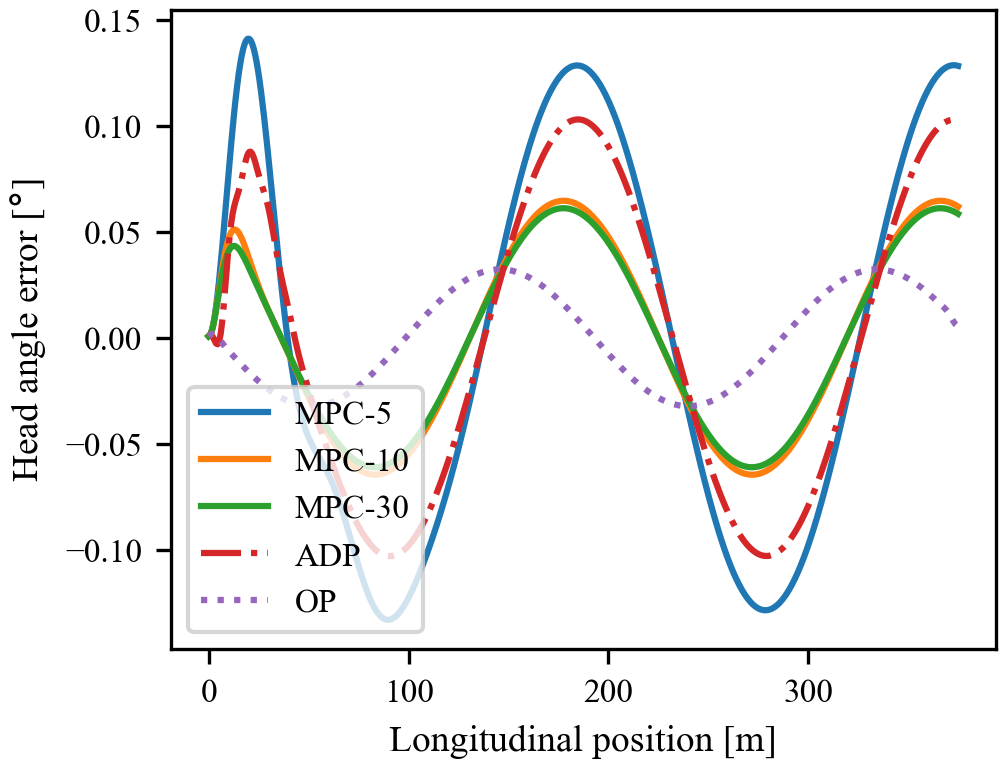 0.15
0.10
0.05
0.00
−0.05
−0.10
Head angle error [°]
MPC-5
MPC-10
MPC-30
ADP
OP
0 100 200 300
Longitudinal position [m]